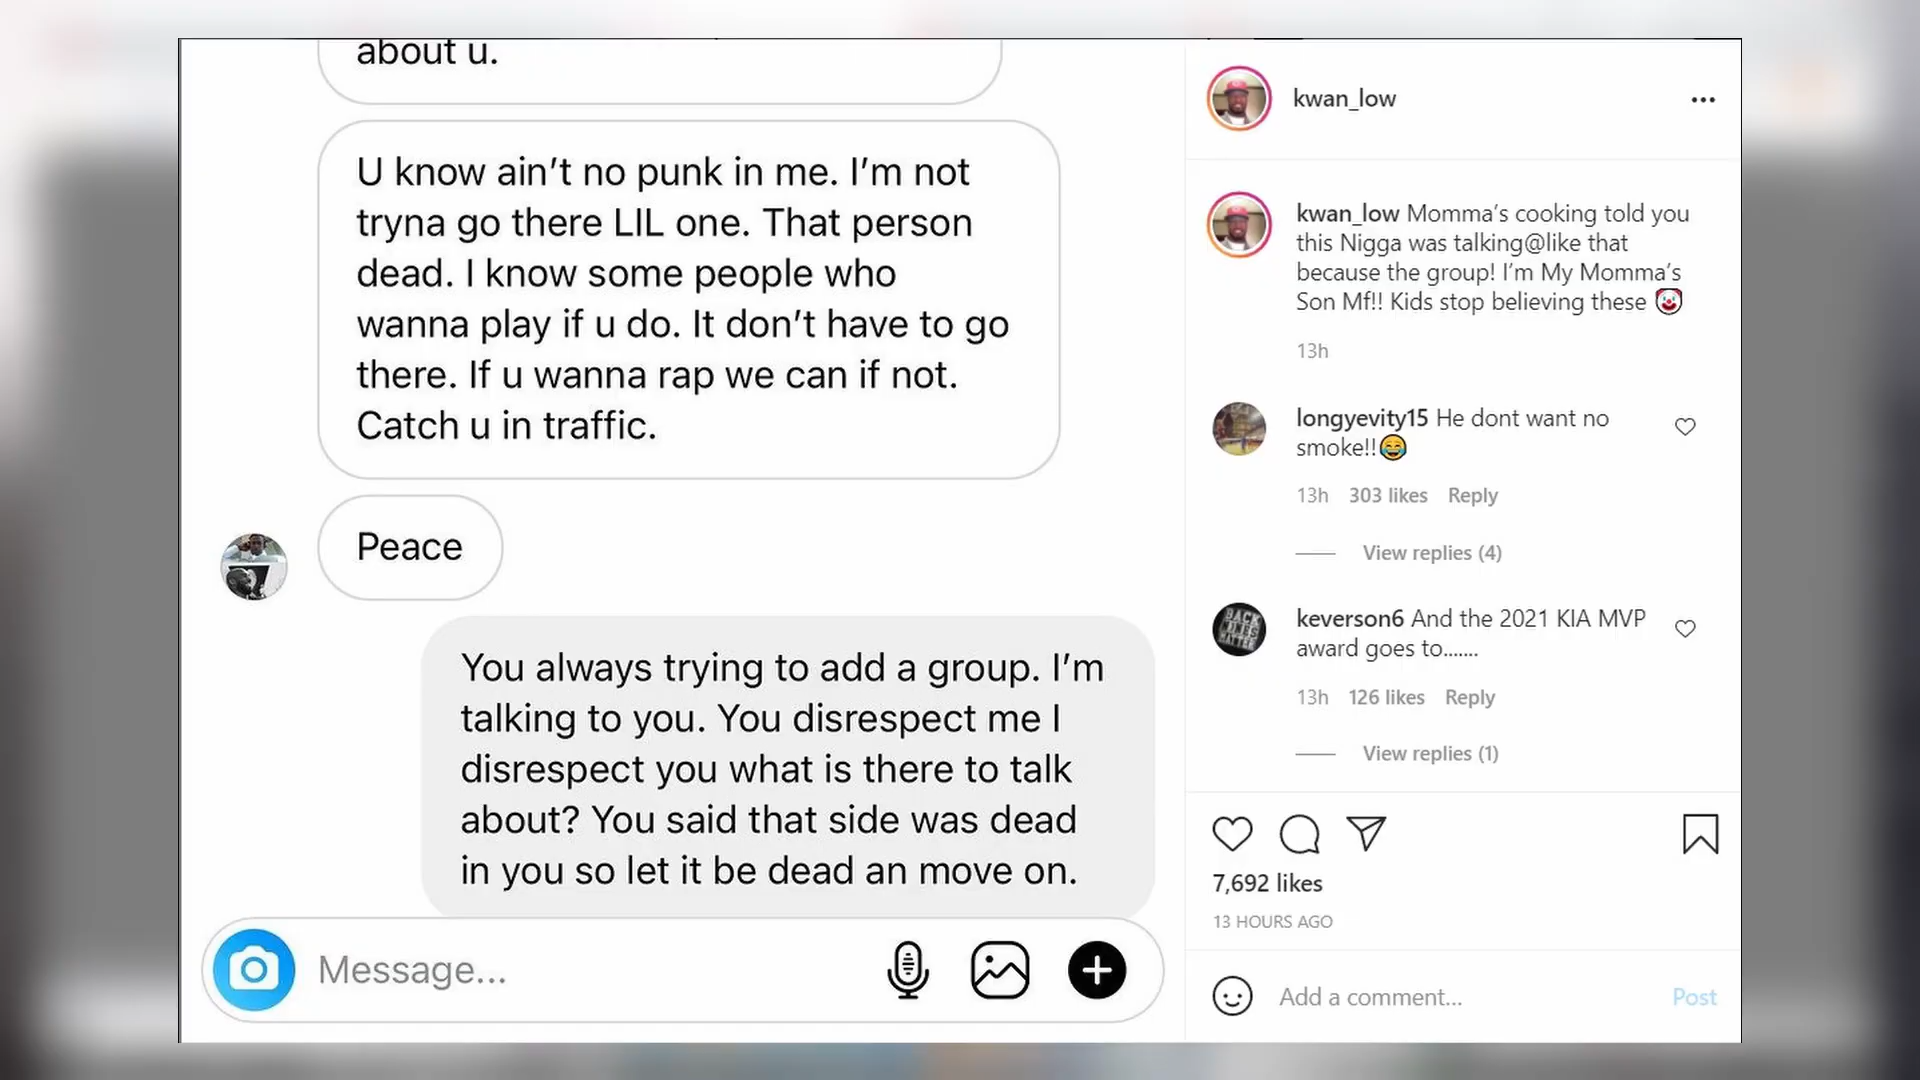 about u.
U know ain't no punk in me. I'm not
tryna go there LIL one. That person
dead. I know some people who
wanna play if u do. It don't have to go
there. If u wanna rap we can if not.
Catch u in traffic.
Peace
You always trying to add a group. I'm
talking to you. You disrespect me I
disrespect you what is there to talk
about? You said that side was dead
in you so let it be dead an move on.
Message...
kwan_low
kwan_low Momma's cooking told you
this Nigga was talking@like that
because the group! I'm My Momma's
Son Mf!! Kids stop believing these 🤡
13h
longyevity15 He dont want no
smoke!!😂
13h 303 likes Reply
View replies (4)
BACK
keverson6 And the 2021 KIA MVP
award goes to.......
13h 126 likes Reply
View replies (1)
7,692 likes
13 HOURS AGO
Add a comment... Post